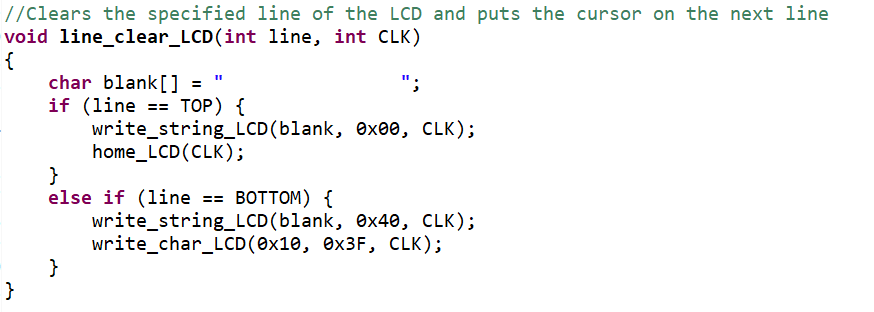 //Clears the specified line of the LCD and puts the cursor on the next line
void line_clear_LCD(int line, int CLK)
{
    char blank[] = "                ";
    if (line == TOP) {
        write_string_LCD(blank, 0x00, CLK);
        home_LCD(CLK);
    }
    else if (line == BOTTOM) {
        write_string_LCD(blank, 0x40, CLK);
        write_char_LCD(0x10, 0x3F, CLK);
    }
}